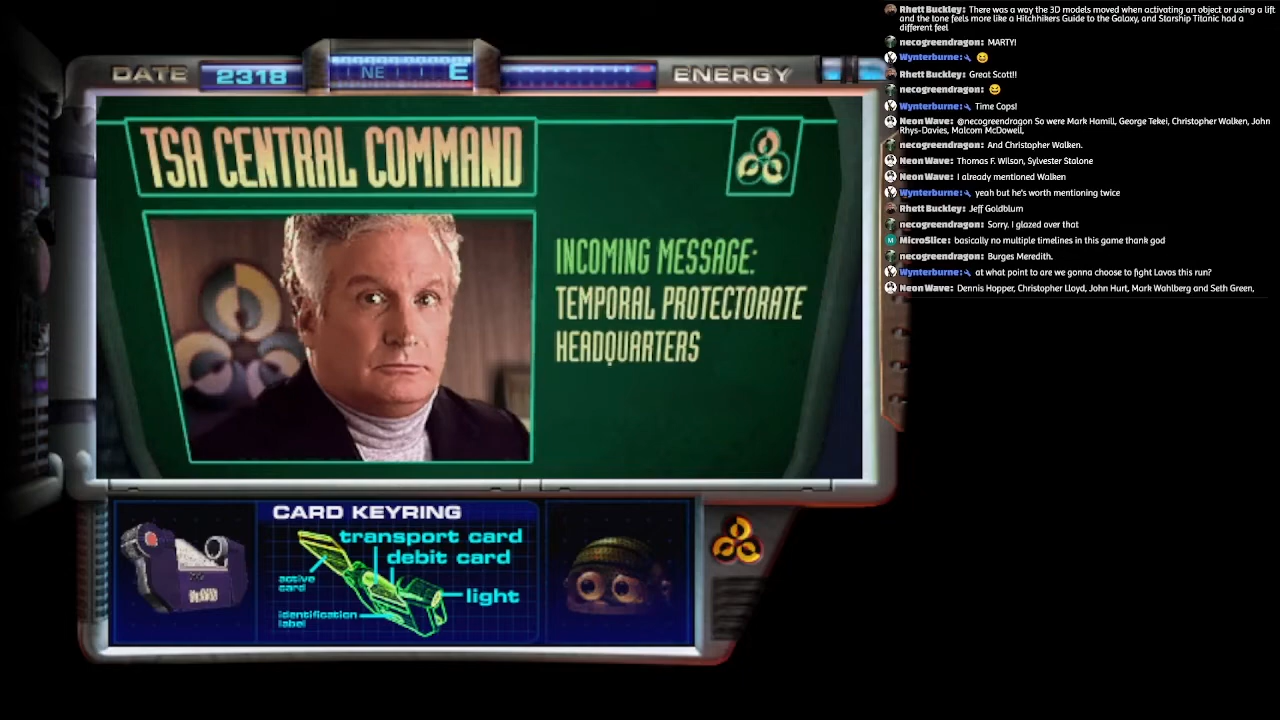 DATE
2318
NE
E
ENERGY
TSA CENTRAL COMMAND
INCOMING MESSAGE:
TEMPORAL PROTECTORATE
HEADQUARTERS
CARD KEYRING
transport card
debit card
active
card
light
identification
label
Rhett Buckley: There was a way the 3D models moved when activating an object or using a lift
and the tone feels more like a Hitchhikers Guide to the Galaxy, and Starship Titanic had a
different feel
necogreendragon: MARTY!
Wynterburne: 😆
Rhett Buckley: Great Scott!!
necogreendragon: 😆
Wynterburne: Time Cops!
Neon Wave: @necogreendragon So were Mark Hamill, George Tekei, Christopher Walken, John
Rhys-Davies, Malcom McDowell,
necogreendragon: And Christopher Walken.
Neon Wave: Thomas F. Wilson, Sylvester Stalone
Neon Wave: I already mentioned Walken
Wynterburne: yeah but he's worth mentioning twice
Rhett Buckley: Jeff Goldblum
necogreendragon: Sorry. I glazed over that
M MicroSlice: basically no multiple timelines in this game thank god
necogreendragon: Burges Meredith.
Wynterburne: at what point to are we gonna choose to fight Lavos this run?
Neon Wave: Dennis Hopper, Christopher Lloyd, John Hurt, Mark Wahlberg and Seth Green,